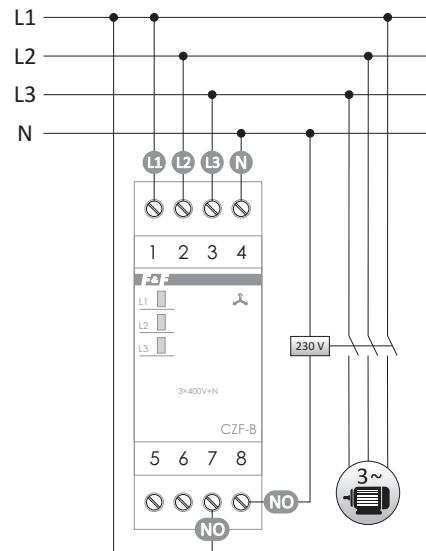 L1
L2
L3
N
L1 L2 L3 N
1 2 3 4
F&F
L1
L2
L3
230 V
3×400V+N
CZF-B
5 6 7 8
NO
NO
3~